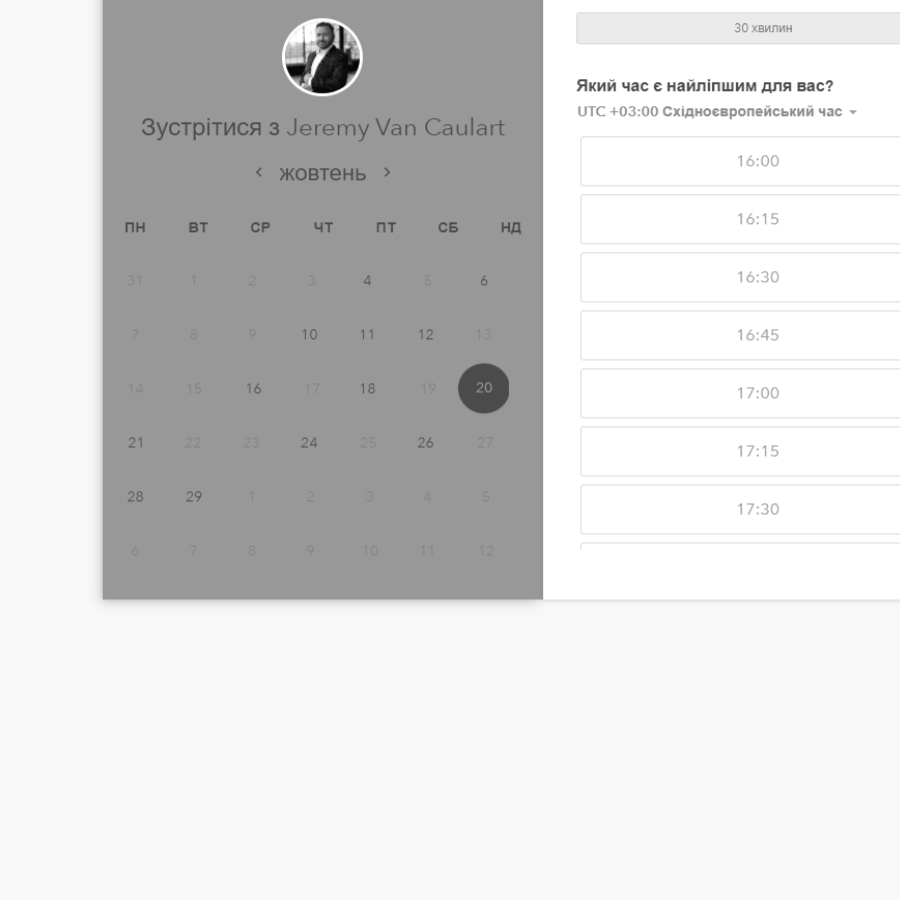 Зустрітися з Jeremy Van Caulart
жовтень
ПН ВТ СР ЧТ ПТ СБ НД
31 1 2 3 4 5 6
7 8 9 10 11 12 13
14 15 16 17 18 19 20
21 22 23 24 25 26 27
28 29 1 2 3 4 5
6 7 8 9 10 11 12
30 хвилин
Який час є найліпшим для вас?
UTC +03:00 Східноєвропейський час
16:00
16:15
16:30
16:45
17:00
17:15
17:30